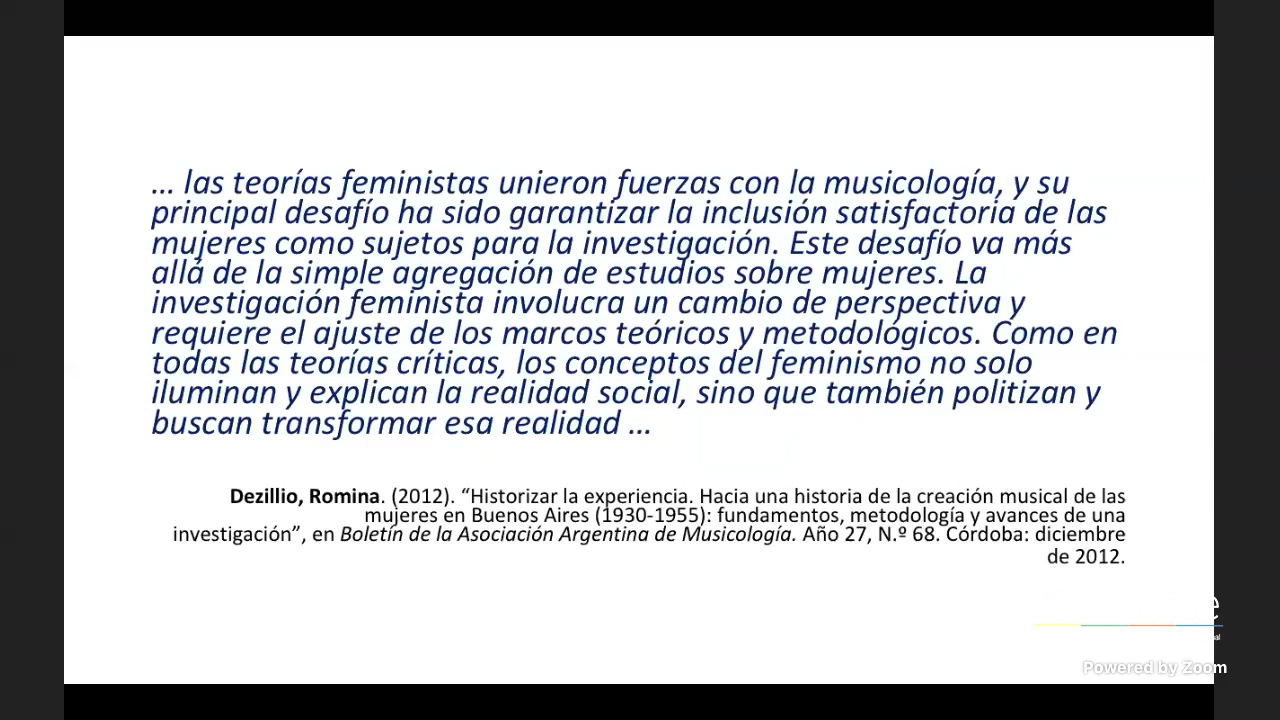 … las teorías feministas unieron fuerzas con la musicología, y su
principal desafío ha sido garantizar la inclusión satisfactoria de las
mujeres como sujetos para la investigación. Este desafío va más
allá de la simple agregación de estudios sobre mujeres. La
investigación feminista involucra un cambio de perspectiva y
requiere el ajuste de los marcos teóricos y metodológicos. Como en
todas las teorías críticas, los conceptos del feminismo no solo
iluminan y explican la realidad social, sino que también politizan y
buscan transformar esa realidad …
Dezillio, Romina. (2012). “Historizar la experiencia. Hacia una historia de la creación musical de las
mujeres en Buenos Aires (1930-1955): fundamentos, metodología y avances de una
investigación”, en Boletín de la Asociación Argentina de Musicología. Año 27, N.º 68. Córdoba: diciembre
de 2012.
Powered by Zoom